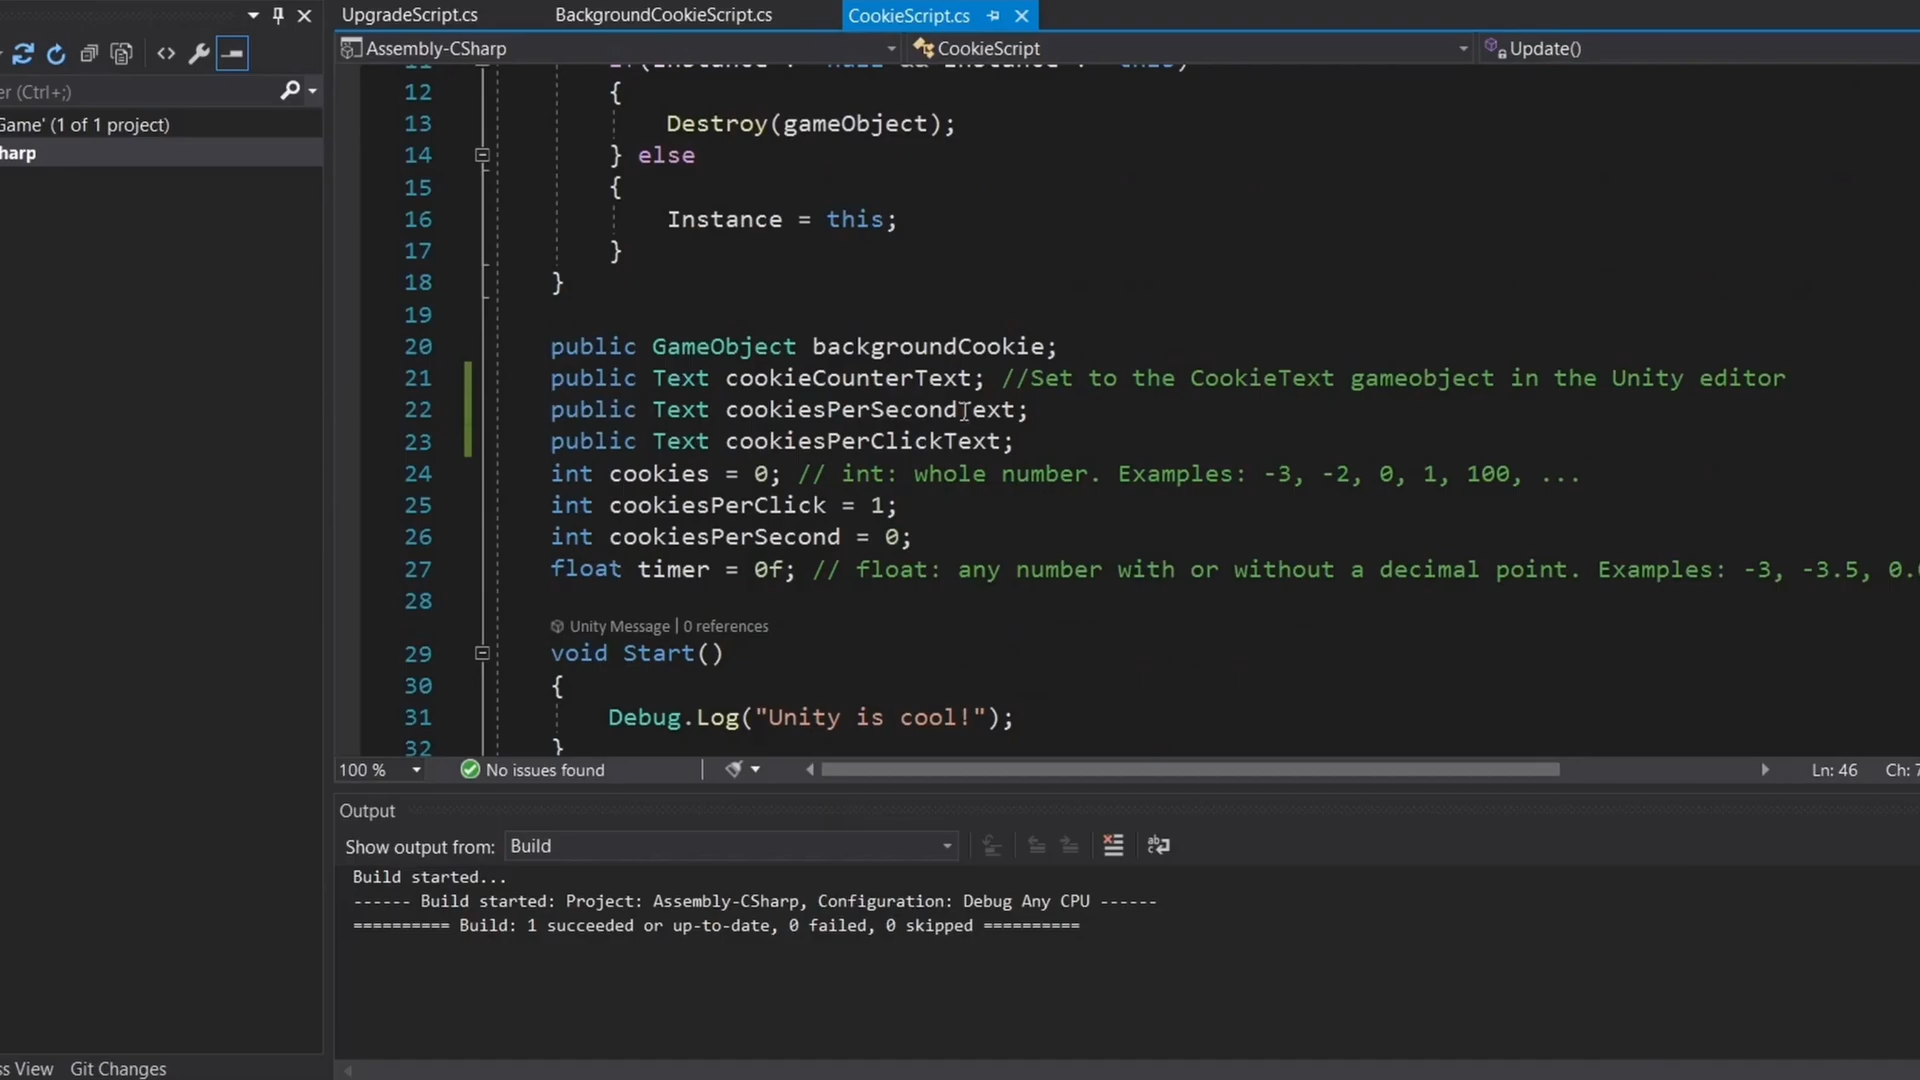 UpgradeScript.cs BackgroundCookieScript.cs CookieScript.cs
Assembly-CSharp CookieScript Update()
er (Ctrl+;)
Game' (1 of 1 project)
harp
12 {
13 Destroy(gameObject);
14 } else
15 {
16 Instance = this;
17 }
18 }
19
20 public GameObject backgroundCookie;
21 public Text cookieCounterText; //Set to the CookieText gameobject in the Unity editor
22 public Text cookiesPerSecondText;
23 public Text cookiesPerClickText;
24 int cookies = 0; // int: whole number. Examples: -3, -2, 0, 1, 100, ...
25 int cookiesPerClick = 1;
26 int cookiesPerSecond = 0;
27 float timer = 0f; // float: any number with or without a decimal point. Examples: -3, -3.5, 0.
28
Unity Message | 0 references
29 void Start()
30 {
31 Debug.Log("Unity is cool!");
32 }
100 % No issues found Ln: 46 Ch: 7
Output
Show output from: Build
Build started...
------ Build started: Project: Assembly-CSharp, Configuration: Debug Any CPU ------
========== Build: 1 succeeded or up-to-date, 0 failed, 0 skipped ==========
ss View Git Changes